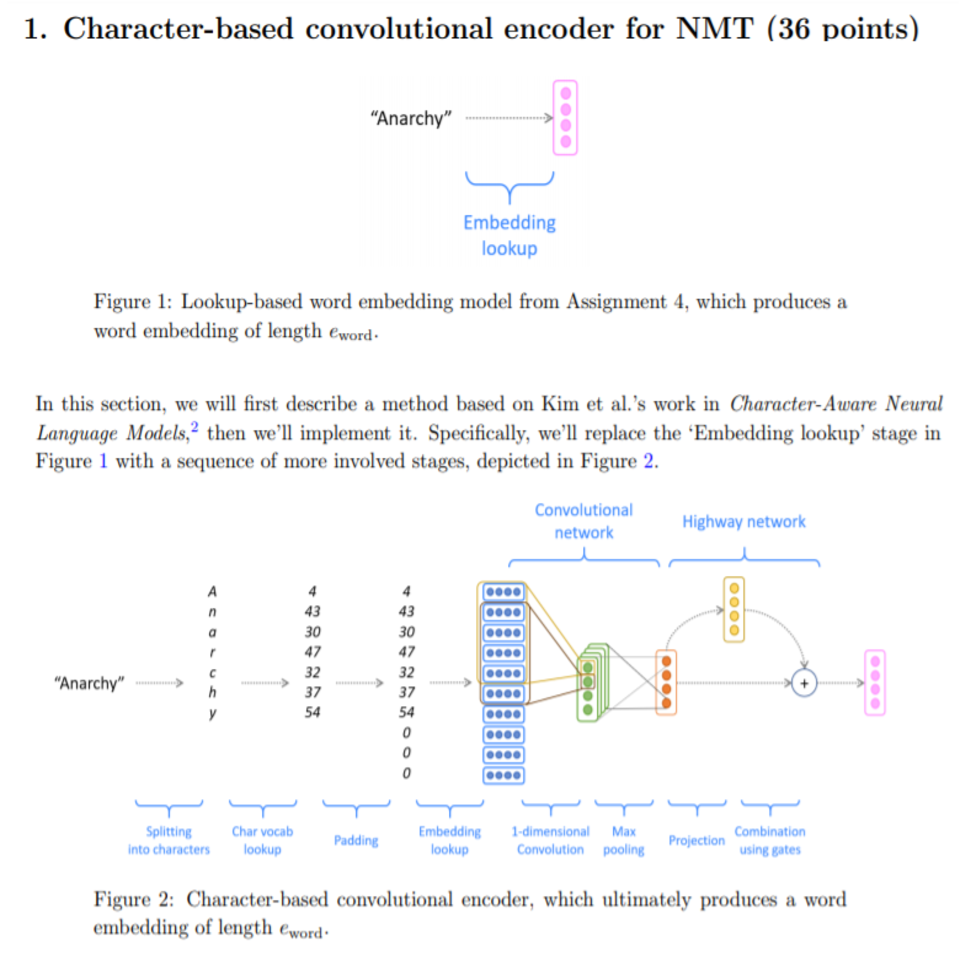 1. Character-based convolutional encoder for NMT (36 points)
“Anarchy”
Embedding
lookup
Figure 1: Lookup-based word embedding model from Assignment 4, which produces a
word embedding of length eword.
In this section, we will first describe a method based on Kim et al.’s work in Character-Aware Neural
Language Models,2 then we’ll implement it. Specifically, we’ll replace the ‘Embedding lookup’ stage in
Figure 1 with a sequence of more involved stages, depicted in Figure 2.
Convolutional
network
Highway network
“Anarchy”
A
n
a
r
c
h
y
4
43
30
47
32
37
54
4
43
30
47
32
37
54
0
0
0
+
Splitting
into characters
Char vocab
lookup
Padding
Embedding
lookup
1-dimensional
Convolution
Max
pooling
Projection
Combination
using gates
Figure 2: Character-based convolutional encoder, which ultimately produces a word
embedding of length eword.